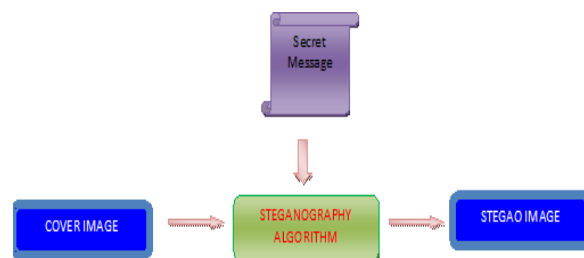 Secret
Message
COVER IMAGE
STEGANOGRAPHY
ALGORITHM
STEGAO IMAGE